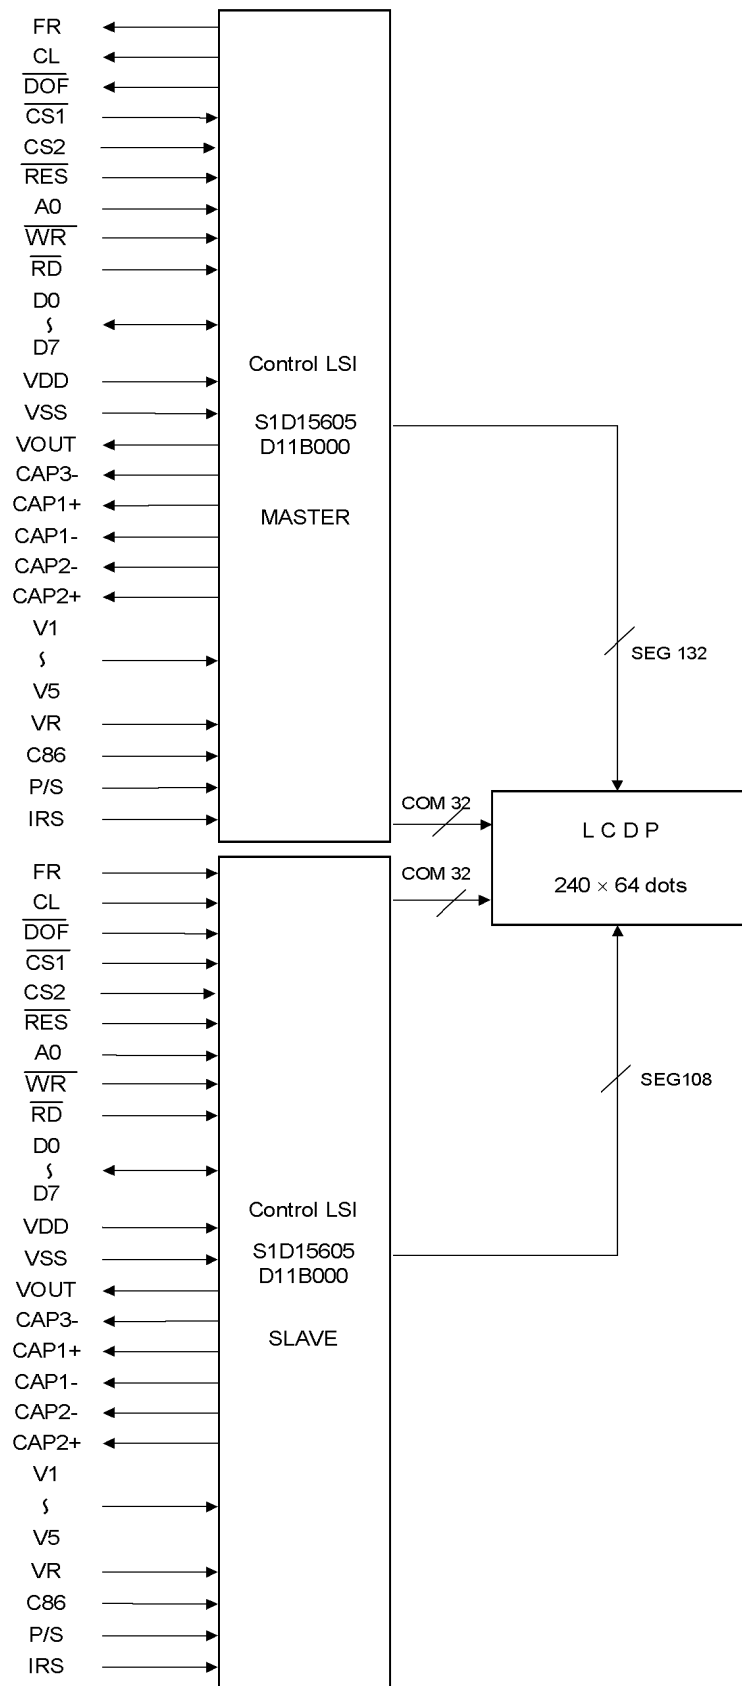 FR
CL
DOF
CS1
CS2
RES
A0
WR
RD
D0
∫
D7
VDD
VSS
VOUT
CAP3-
CAP1+
CAP1-
CAP2-
CAP2+
V1
∫
V5
VR
C86
P/S
IRS
Control LSI
S1D15605
D11B000
MASTER
SEG 132
COM 32
L C D P
240 × 64 dots
COM 32
SEG108
FR
CL
DOF
CS1
CS2
RES
A0
WR
RD
D0
∫
D7
VDD
VSS
VOUT
CAP3-
CAP1+
CAP1-
CAP2-
CAP2+
V1
∫
V5
VR
C86
P/S
IRS
Control LSI
S1D15605
D11B000
SLAVE